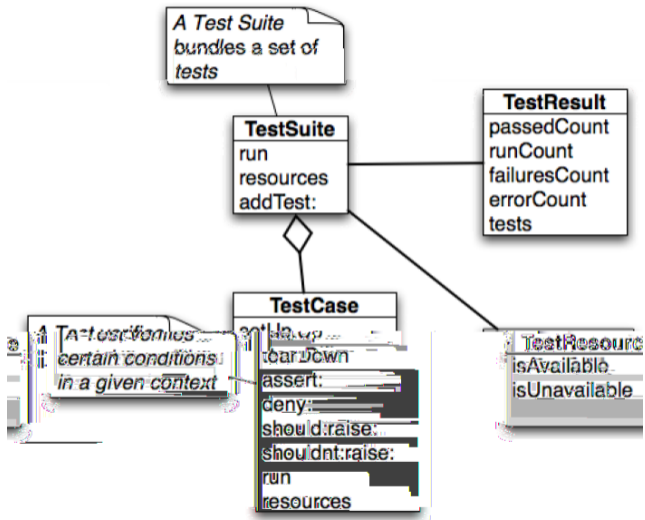 A Test Suite
bundles a set of
tests
TestSuite
run
resources
addTest:
TestResult
passedCount
runCount
failuresCount
errorCount
tests
TestCase
tearDown
assert:
deny:
should:raise:
shouldnt:raise:
run
resources
certain conditions
in a given context
TestResourc
isAvailable
isUnavailable